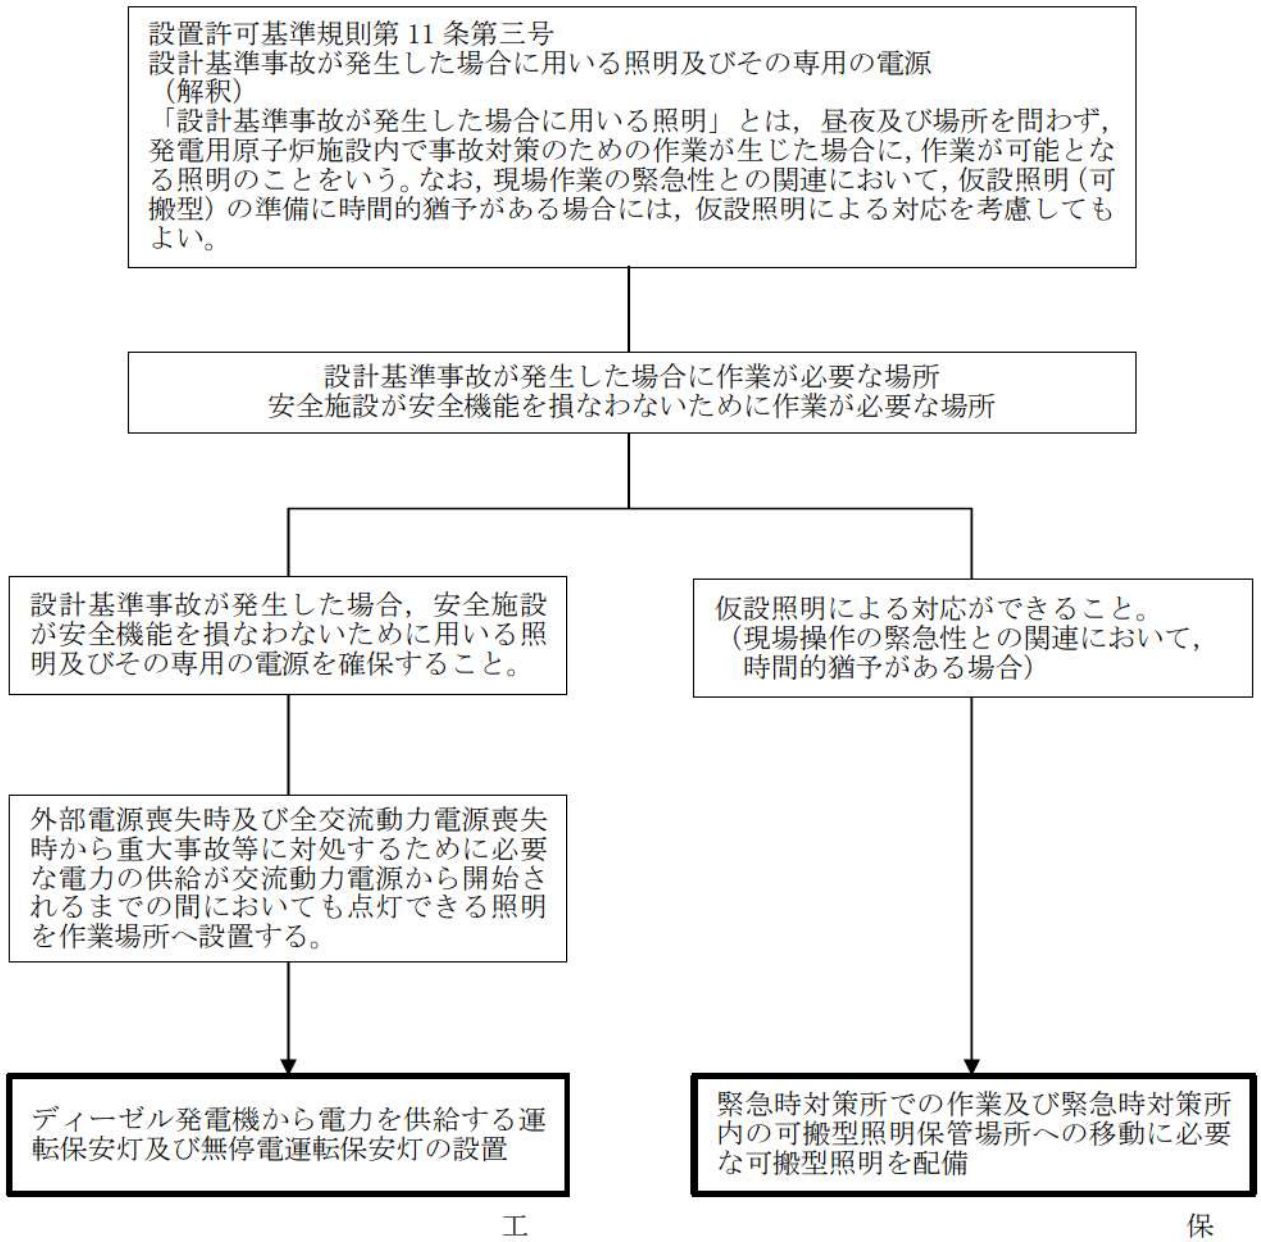 設置許可基準規則第 11 条第三号
設計基準事故が発生した場合に用いる照明及びその専用の電源
（解釈）
「設計基準事故が発生した場合に用いる照明」とは，昼夜及び場所を問わず，
発電用原子炉施設内で事故対策のための作業が生じた場合に，作業が可能とな
る照明のことをいう。なお，現場作業の緊急性との関連において，仮設照明（可
搬型）の準備に時間的猶予がある場合には，仮設照明による対応を考慮しても
よい。
設計基準事故が発生した場合に作業が必要な場所
安全施設が安全機能を損なわないために作業が必要な場所
設計基準事故が発生した場合，安全施設
が安全機能を損なわないために用いる照
明及びその専用の電源を確保すること。
仮設照明による対応ができること。
（現場操作の緊急性との関連において，
時間的猶予がある場合）
外部電源喪失時及び全交流動力電源喪失
時から重大事故等に対処するために必要
な電力の供給が交流動力電源から開始さ
れるまでの間においても点灯できる照明
を作業場所へ設置する。
ディーゼル発電機から電力を供給する運
転保安灯及び無停電運転保安灯の設置
緊急時対策所での作業及び緊急時対策所
内の可搬型照明保管場所への移動に必要
な可搬型照明を配備
工
保